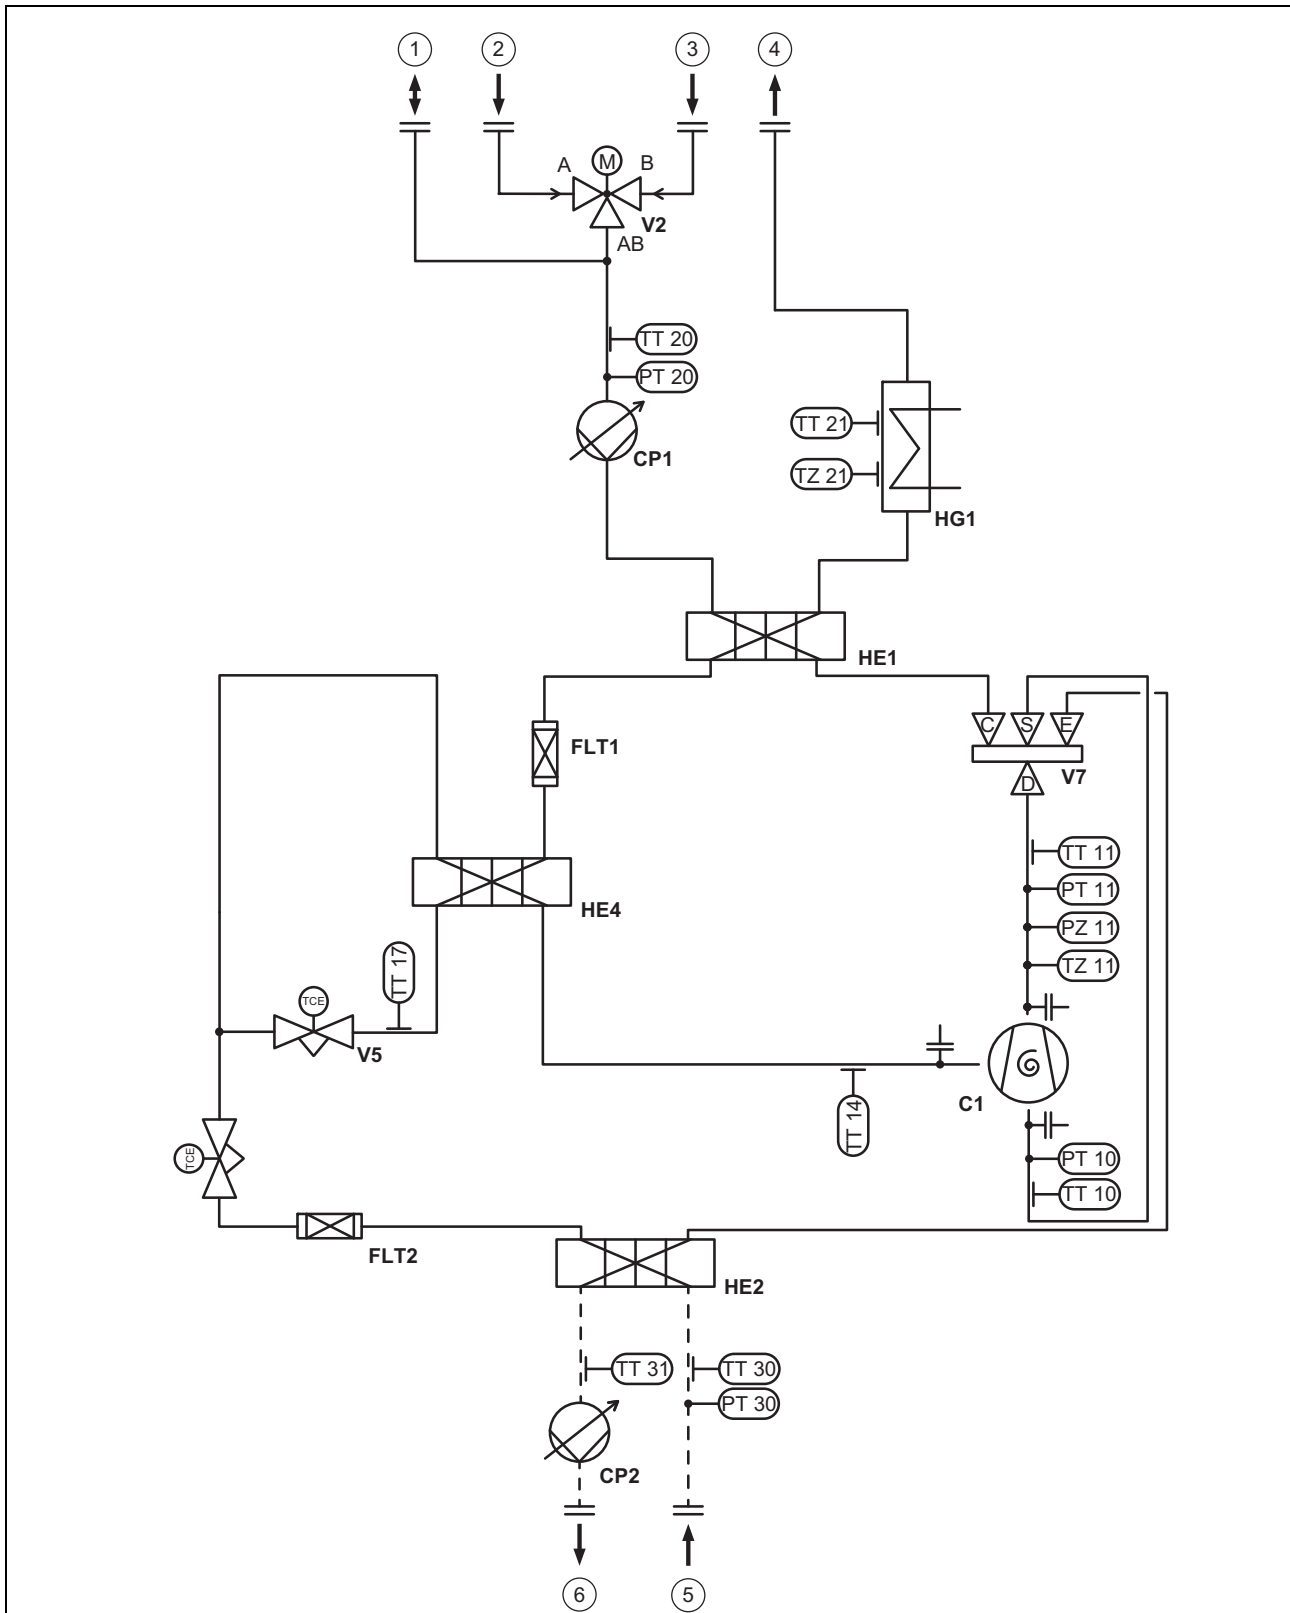 1
2
3
4
A
M
B
V2
AB
TT 20
PT 20
CP1
TT 21
TZ 21
HG1
HE1
C
S
E
V7
D
FLT1
TT 11
PT 11
PZ 11
TZ 11
HE4
TT 17
TCE
V5
C1
TT 14
TCE
PT 10
TT 10
FLT2
HE2
TT 31
TT 30
PT 30
CP2
6
5